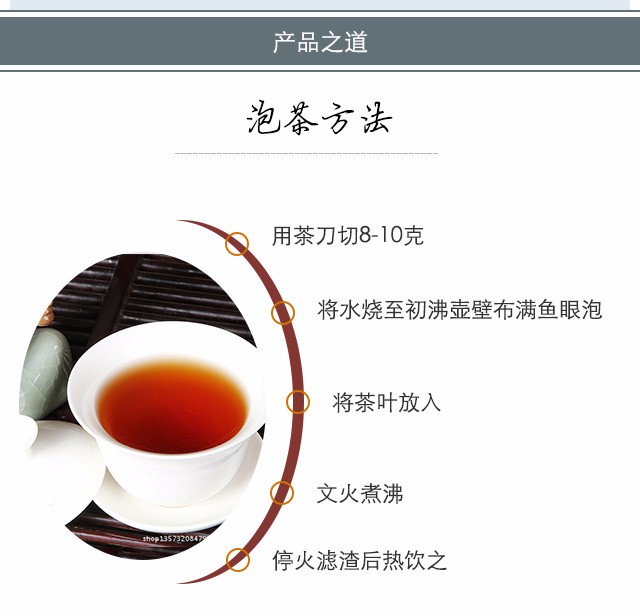 产品之道
泡茶方法
用茶刀切8-10克
将水烧至初沸壶壁布满鱼眼泡
将茶叶放入
文火煮沸
停火滤渣后热饮之